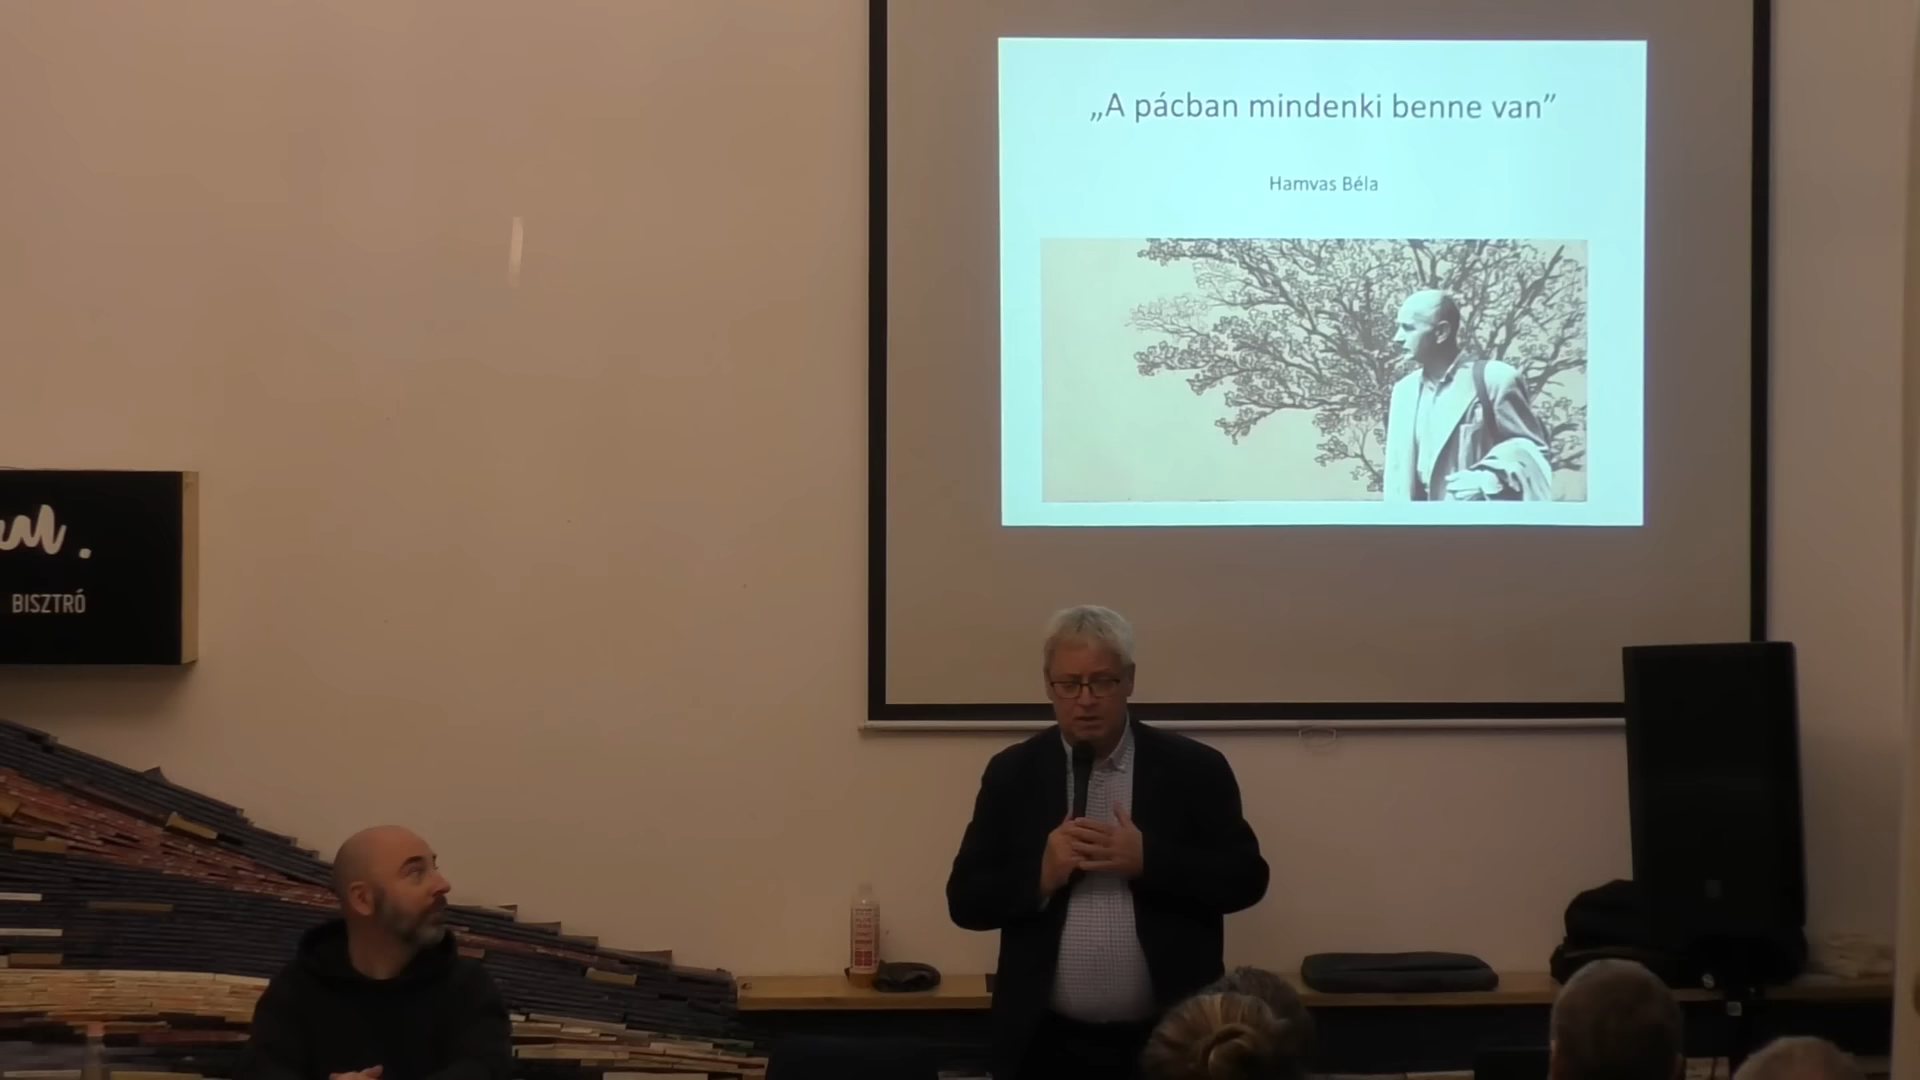 „A pácban mindenki benne van”
Hamvas Béla
BISZTRÓ